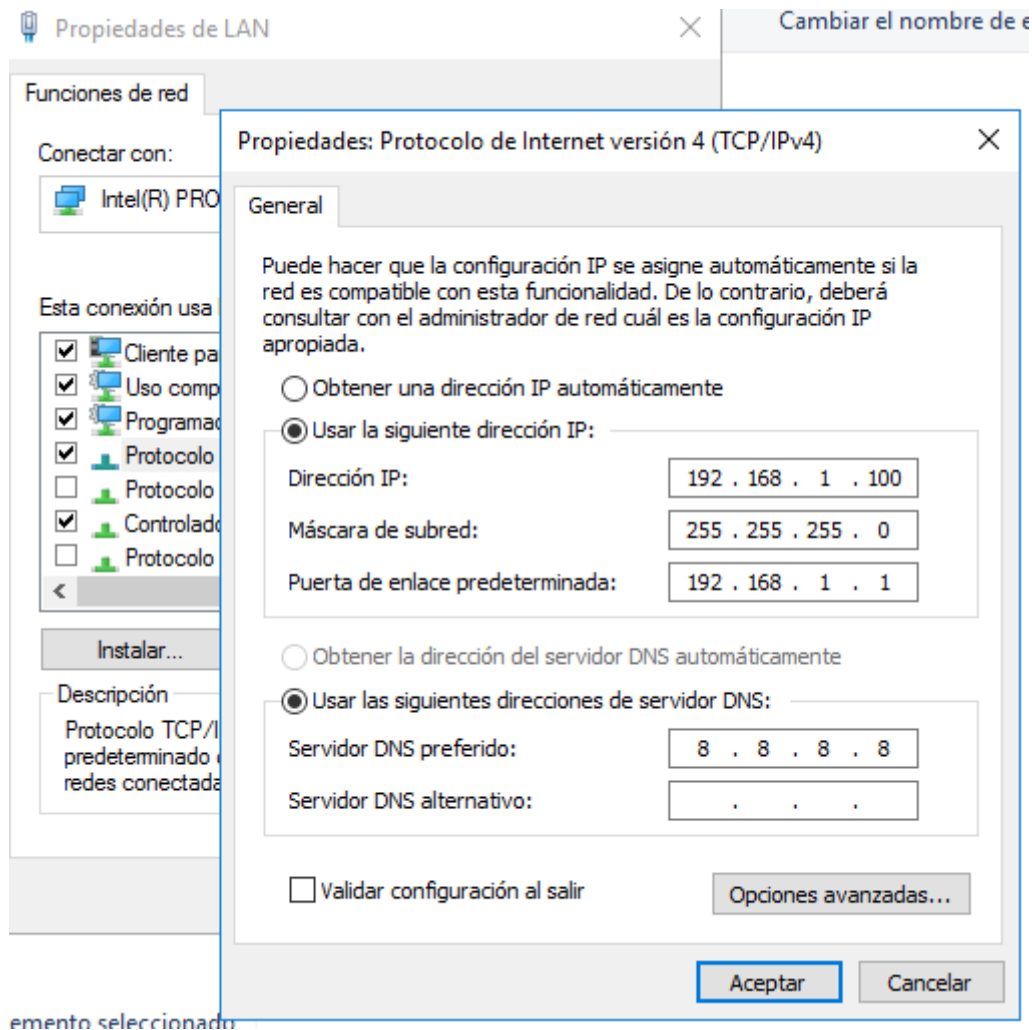 Propiedades de LAN
Cambiar el nombre de e
Funciones de red
Conectar con:
Intel(R) PRO
Esta conexión usa
Cliente pa
Uso comp
Programac
Protocolo
Protocolo
Controlado
Protocolo
Instalar...
Descripción
Protocolo TCP/I
predeterminado
redes conectada
emento seleccionado
Propiedades: Protocolo de Internet versión 4 (TCP/IPv4)
General
Puede hacer que la configuración IP se asigne automáticamente si la
red es compatible con esta funcionalidad. De lo contrario, deberá
consultar con el administrador de red cuál es la configuración IP
apropiada.
Obtener una dirección IP automáticamente
Usar la siguiente dirección IP:
Dirección IP: 192 . 168 . 1 . 100
Máscara de subred: 255 . 255 . 255 . 0
Puerta de enlace predeterminada: 192 . 168 . 1 . 1
Obtener la dirección del servidor DNS automáticamente
Usar las siguientes direcciones de servidor DNS:
Servidor DNS preferido: 8 . 8 . 8 . 8
Servidor DNS alternativo: . . .
Validar configuración al salir
Opciones avanzadas...
Aceptar Cancelar